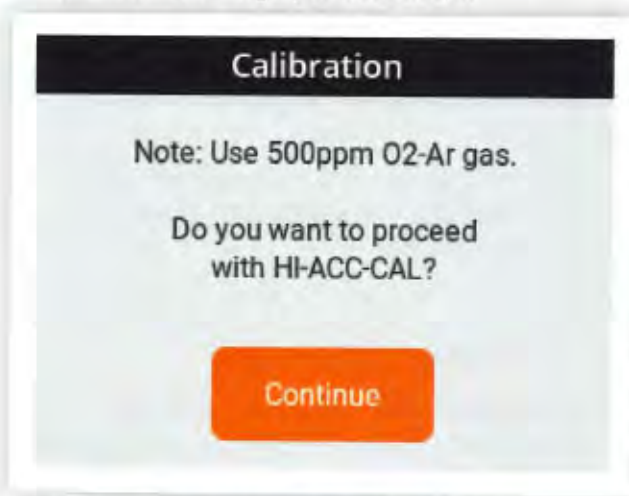 Calibration
Note: Use 500ppm O2-Ar gas.
Do you want to proceed
with HI-ACC-CAL?
Continue